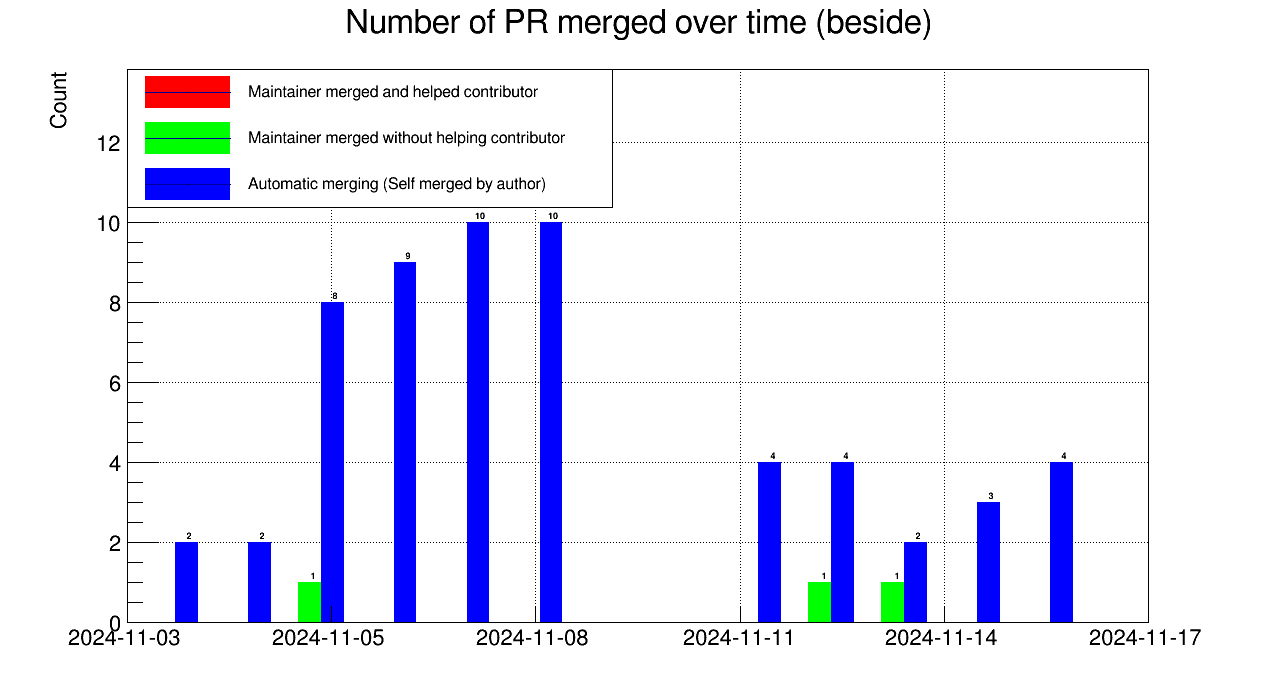 Number of PR merged over time (beside)
Count
Maintainer merged and helped contributor
Maintainer merged without helping contributor
Automatic merging (Self merged by author)
12
10
8
6
4
2
0
2 2 1 8 9 10 10 4 1 4 1 2 3 4
2024-11-03 2024-11-05 2024-11-08 2024-11-11 2024-11-14 2024-11-17